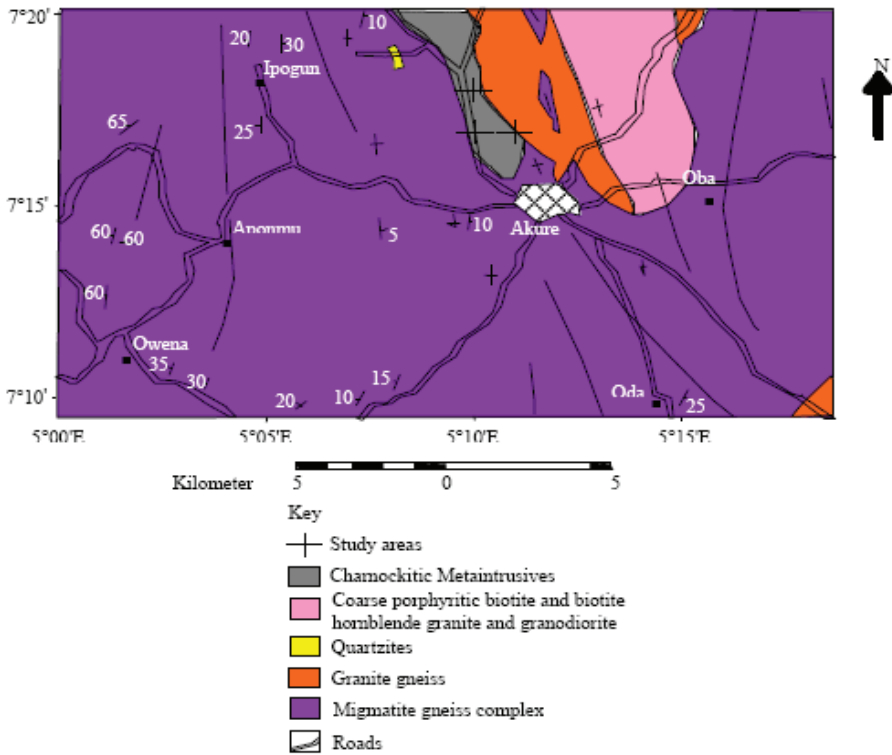 7°20'
10
20
30
N
Ipogun
65
25
Oba
7°15'
60
60
5
10
Akure
60
Owena
35
30
15
7°10'
20
10
Oda
25
5°00'E
5°05'E
5°10'E
5°15'E
Kilometer
5 0 5
Key
Study areas
Charnockitic Metaintrusives
Coarse porphyritic biotite and biotite
hornblende granite and granodiorite
Quartzites
Granite gneiss
Migmatite gneiss complex
Roads